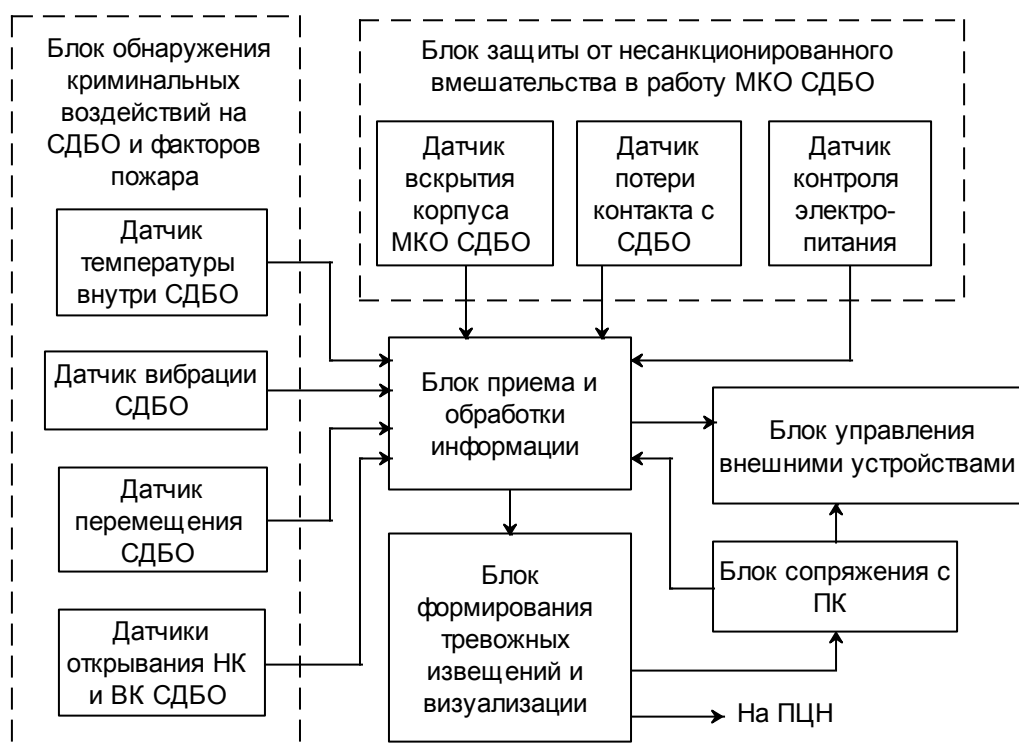 Блок обнаружения
криминальных
воздействий на
СДБО и факторов
пожара
Датчик
температуры
внутри СДБО
Датчик вибрации
СДБО
Датчик
перемещения
СДБО
Датчики
открывания НК
и ВК СДБО
Блок защиты от несанкционированного
вмешательства в работу МКО СДБО
Датчик
вскрытия
корпуса
МКО СДБО
Датчик
потери
контакта с
СДБО
Датчик
контроля
электро-
питания
Блок приема и
обработки
информации
Блок управления
внешними устройствами
Блок
формирования
тревожных
извещений и
визуализации
Блок сопряжения с
ПК
На ПЦН